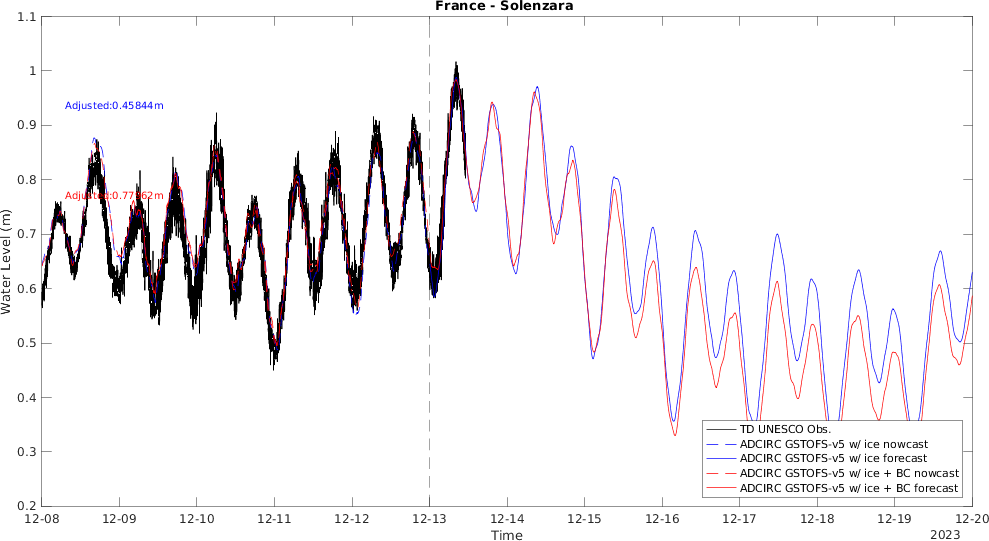 France - Solenzara
1.1
1
0.9
0.8
0.7
0.6
0.5
0.4
0.3
0.2
Water Level (m)
Adjusted:0.45844m
TD UNESCO Obs.
ADCIRC GSTOFS-v5 w/ ice nowcast
ADCIRC GSTOFS-v5 w/ ice forecast
ADCIRC GSTOFS-v5 w/ ice + BC nowcast
ADCIRC GSTOFS-v5 w/ ice + BC forecast
12-08 12-09 12-10 12-11 12-12 12-13 12-14 12-15 12-16 12-17 12-18 12-19 12-20
Time
2023